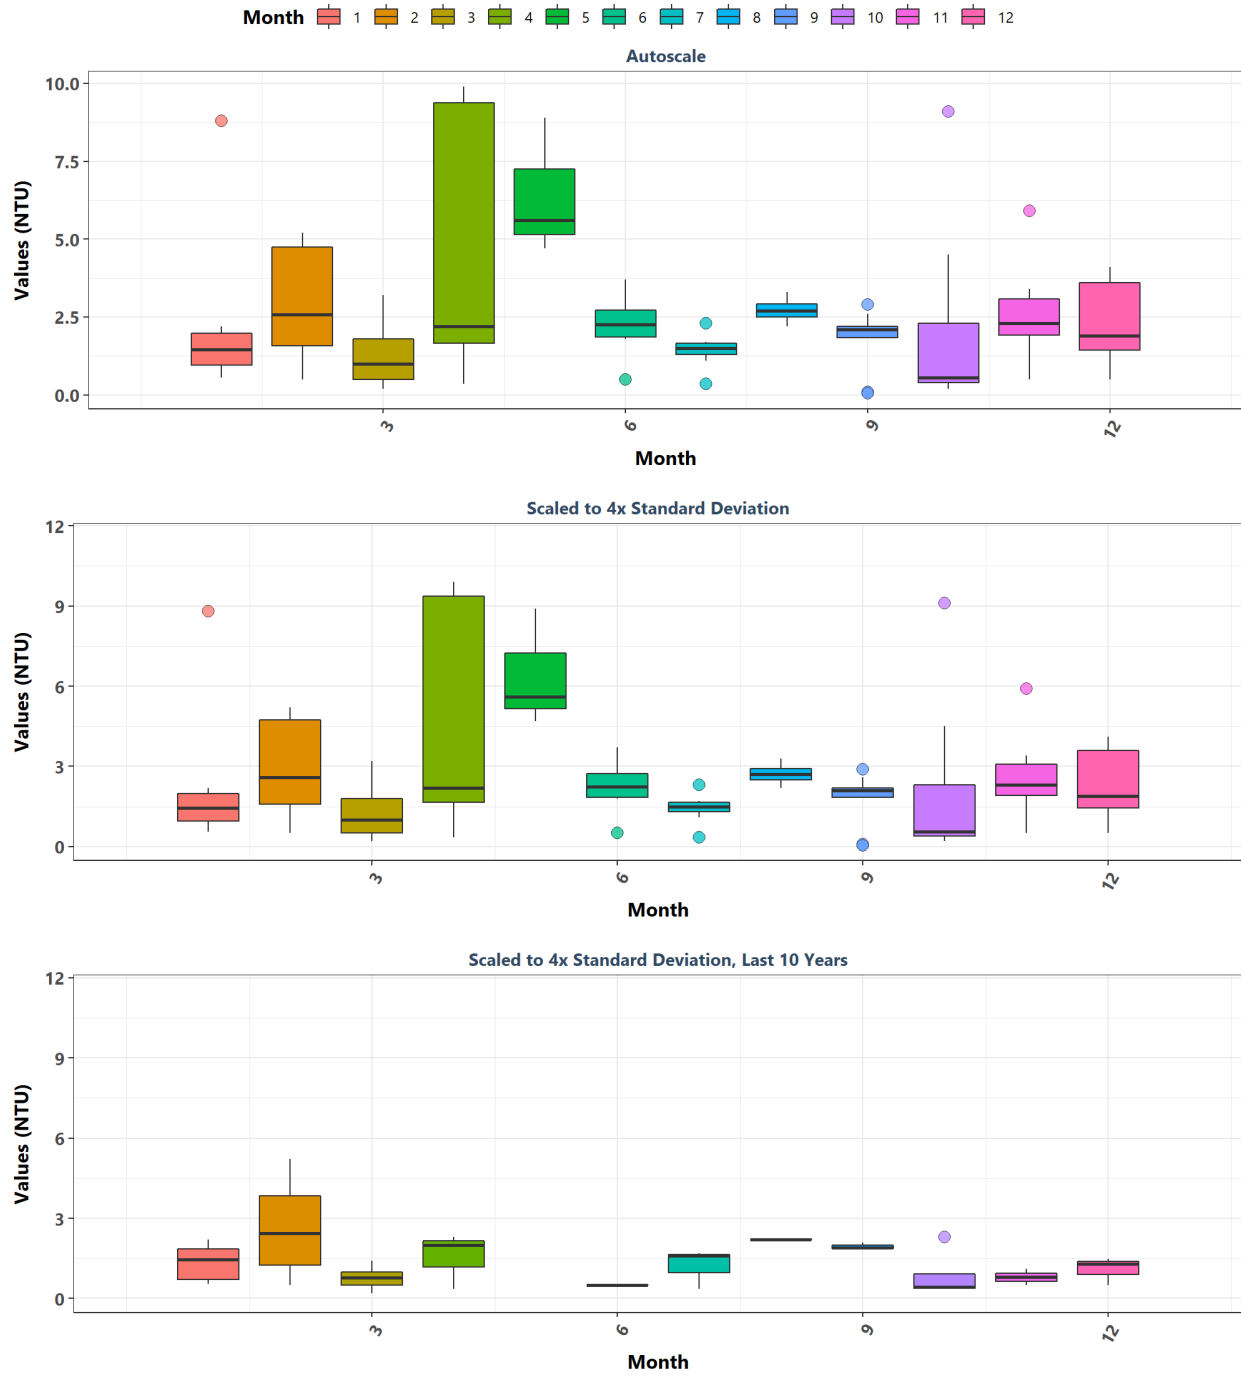 Month 1 2 3 4 5 6 7 8 9 10 11 12
Autoscale
Values (NTU)
10.0
7.5
5.0
2.5
0.0
3 6 9 12
Month
Scaled to 4x Standard Deviation
Values (NTU)
12
9
6
3
0
3 6 9 12
Month
Scaled to 4x Standard Deviation, Last 10 Years
Values (NTU)
12
9
6
3
0
3 6 9 12
Month